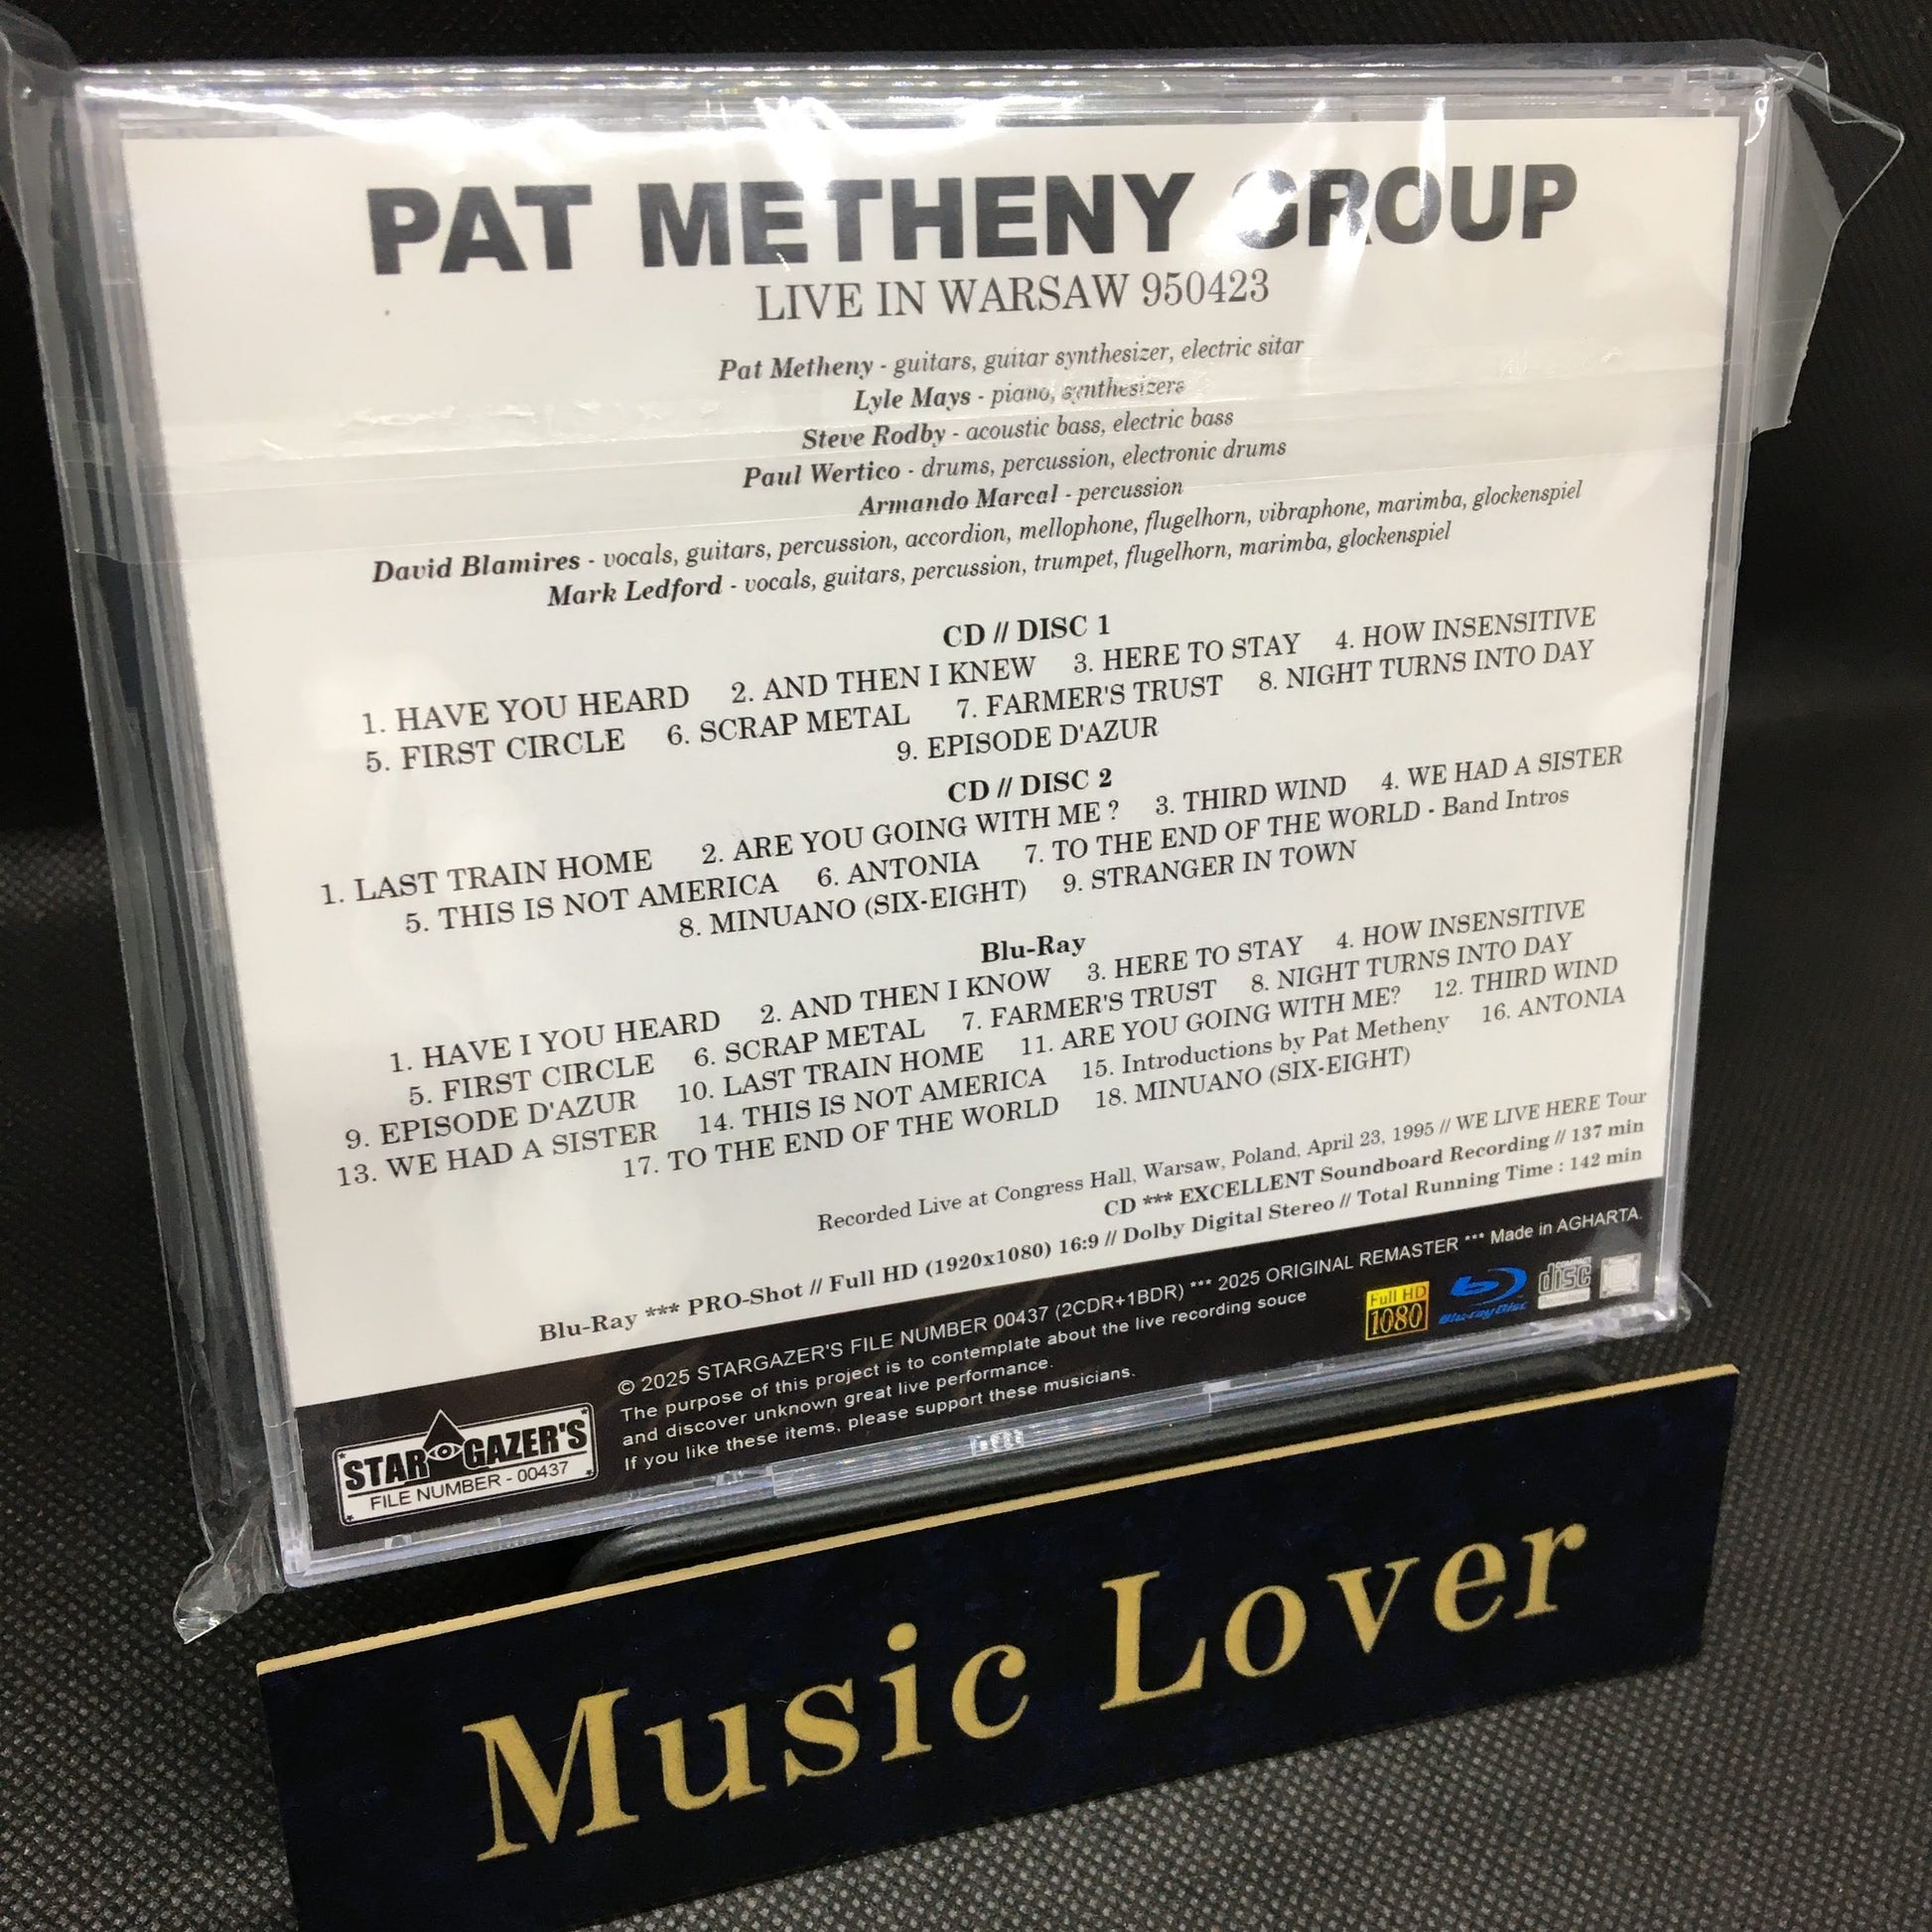 PAT METHENY GROUP
LIVE IN WARSAW 950423
Pat Metheny - guitars, guitar synthesizer, electric sitar
Lyle Mays - piano, synthesizers
Steve Rodby - acoustic bass, electric bass
Paul Wertico - drums, percussion, electronic drums
Armando Marcal - percussion
David Blamires - vocals, guitars, percussion, accordion, mellophone, flugelhorn, vibraphone, marimba, glockenspiel
Mark Ledford - vocals, guitars, percussion, trumpet, flugelhorn, marimba, glockenspiel
CD // DISC 1
1. HAVE YOU HEARD 2. AND THEN I KNEW 3. HERE TO STAY 4. HOW INSENSITIVE
5. FIRST CIRCLE 6. SCRAP METAL 7. FARMER'S TRUST 8. NIGHT TURNS INTO DAY
9. EPISODE D'AZUR
CD // DISC 2
1. LAST TRAIN HOME 2. ARE YOU GOING WITH ME ? 3. THIRD WIND 4. WE HAD A SISTER
5. THIS IS NOT AMERICA 6. ANTONIA 7. TO THE END OF THE WORLD - Band Intros
8. MINUANO (SIX-EIGHT) 9. STRANGER IN TOWN
Blu-Ray
1. HAVE I YOU HEARD 2. AND THEN I KNOW 3. HERE TO STAY 4. HOW INSENSITIVE
5. FIRST CIRCLE 6. SCRAP METAL 7. FARMER'S TRUST 8. NIGHT TURNS INTO DAY
9. EPISODE D'AZUR 10. LAST TRAIN HOME 11. ARE YOU GOING WITH ME? 12. THIRD WIND
13. WE HAD A SISTER 14. THIS IS NOT AMERICA 15. Introductions by Pat Metheny 16. ANTONIA
17. TO THE END OF THE WORLD 18. MINUANO (SIX-EIGHT)
Recorded Live at Congress Hall, Warsaw, Poland, April 23, 1995 // WE LIVE HERE Tour
CD *** EXCELLENT Soundboard Recording // 137 min
Blu-Ray *** PRO-Shot // Full HD (1920x1080) 16:9 // Dolby Digital Stereo // Total Running Time : 142 min
© 2025 STARGAZER'S FILE NUMBER 00437 (2CDR+1BDR) *** 2025 ORIGINAL REMASTER *** Made in AGHARTA.
The purpose of this project is to contemplate about the live recording souce
and discover unknown great live performance.
If you like these items, please support these musicians.
STAR GAZER'S
FILE NUMBER - 00437
Full HD
1080
Blu-ray Disc
disc
Music Lover